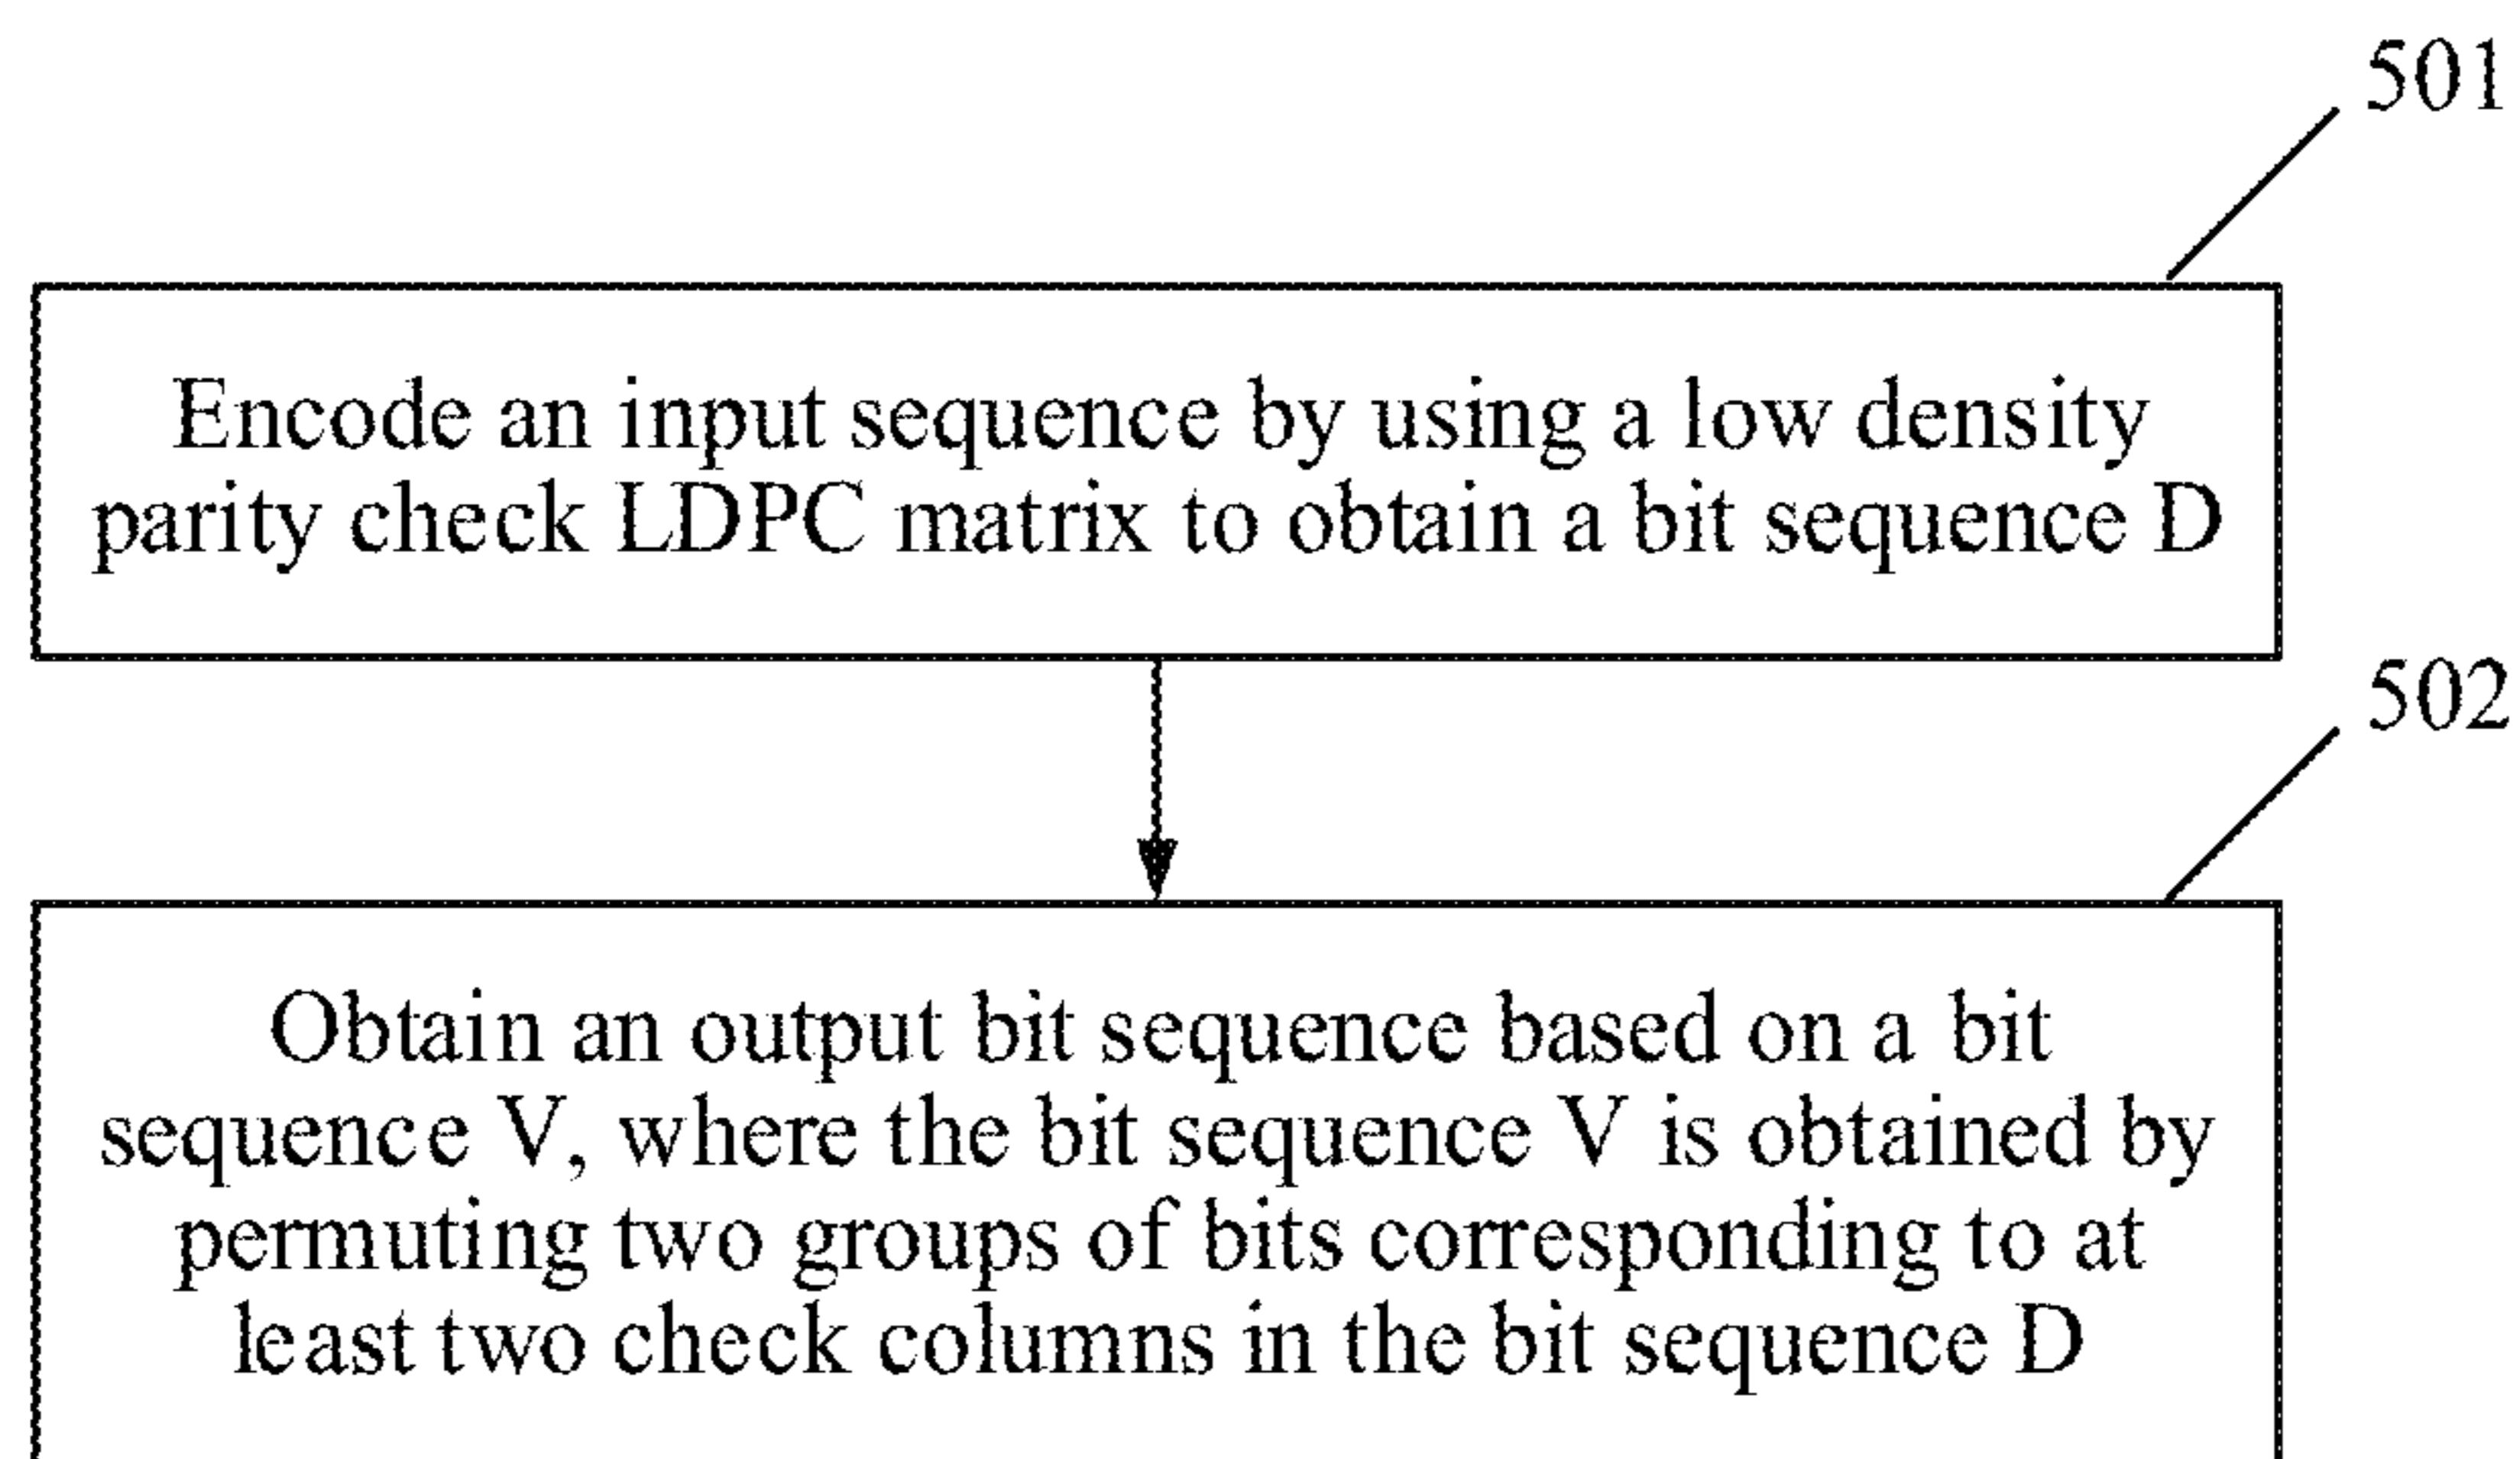 501
Encode an input sequence by using a low density
parity check LDPC matrix to obtain a bit sequence D
502
Obtain an output bit sequence based on a bit
sequence V, where the bit sequence V is obtained by
permuting two groups of bits corresponding to at
least two check columns in the bit sequence D